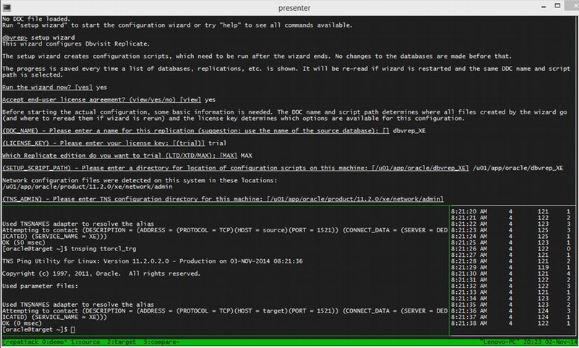 presenter
No DDC file loaded.
Run "setup wizard" to start the configuration wizard or try "help" to see all commands available.
dbvrep> setup wizard
This wizard configures Dbvisit Replicate.
The setup wizard creates configuration scripts, which need to be run after the wizard ends. No changes to the databases are made before that.
The progress is saved every time a list of databases, replications, etc. is shown. It will be re-read if wizard is restarted and the same DDC name and script
path is selected.
Run the wizard now? [yes] yes
Accept end-user license agreement? (view/yes/no) [view] yes
Before starting the actual configuration, some basic information is needed. The DDC name and script path determines where all files created by the wizard go
(and where to reread them if wizard is rerun) and the license key determines which options are available for this configuration.
(DDC_NAME) - Please enter a name for this replication (suggestion: use the name of the source database): [] dbvrep_XE
(LICENSE_KEY) - Please enter your license key: [(trial)] trial
Which Replicate edition do you want to trial (LTD/XTD/MAX): [MAX] MAX
(SETUP_SCRIPT_PATH) - Please enter a directory for location of configuration scripts on this machine: [/u01/app/oracle/dbvrep_XE] /u01/app/oracle/dbvrep_XE
Network configuration files were detected on this system in these locations:
/u01/app/oracle/product/11.2.0/xe/network/admin
(TNS_ADMIN) - Please enter TNS configuration directory for this machine: [/u01/app/oracle/product/11.2.0/xe/network/admin]
Used TNSNAMES adapter to resolve the alias
Attempting to contact (DESCRIPTION = (ADDRESS = (PROTOCOL = TCP)(HOST = source)(PORT = 1521)) (CONNECT_DATA = (SERVER = DED
ICATED) (SERVICE_NAME = XE)))
OK (50 msec)
[oracle@target ~]$ tnsping ttorcl_trg
TNS Ping Utility for Linux: Version 11.2.0.2.0 - Production on 03-NOV-2014 08:21:36
Copyright (c) 1997, 2011, Oracle.  All rights reserved.
Used parameter files:
Used TNSNAMES adapter to resolve the alias
Attempting to contact (DESCRIPTION = (ADDRESS = (PROTOCOL = TCP)(HOST = target)(PORT = 1521)) (CONNECT_DATA = (SERVER = DED
ICATED) (SERVICE_NAME = XE)))
OK (0 msec)
[oracle@target ~]$
8:21:20 AM 4 121 1
8:21:21 AM 4 122 2
8:21:22 AM 4 123 3
8:21:24 AM 4 125 3
8:21:25 AM 4 123 1
8:21:26 AM 4 122 0
8:21:27 AM 4 121 1
8:21:28 AM 4 122 2
8:21:29 AM 4 119 1
8:21:30 AM 4 121 4
8:21:31 AM 4 122 2
8:21:32 AM 4 122 3
8:21:33 AM 4 121 1
8:21:34 AM 4 123 2
8:21:35 AM 4 123 2
8:21:36 AM 4 124 3
8:21:37 AM 4 124 1
8:21:38 AM 4 122 1
[repattack 0:demo* 1:source  2:target  3:compare-
"Lenovo-PC" 20:23 02-Nov-14